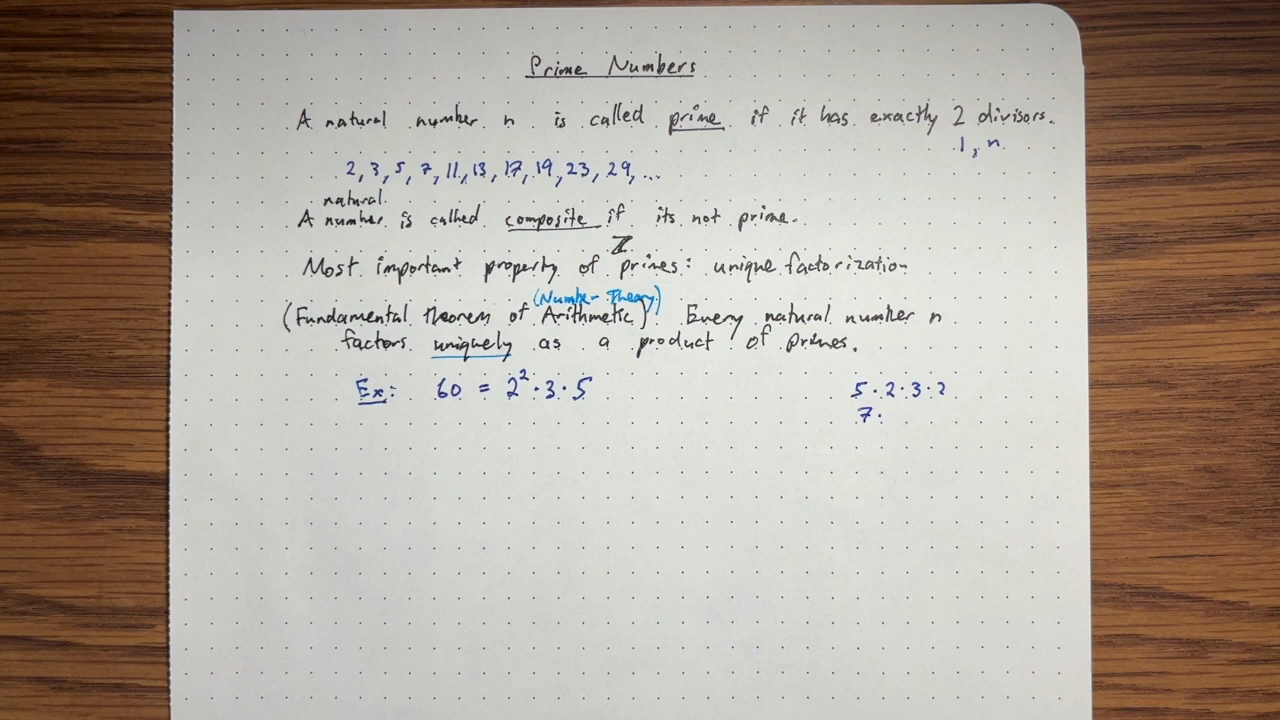 Prime Numbers
A natural number n is called prime if it has exactly 2 divisors.
1, n
2, 3, 5, 7, 11, 13, 17, 19, 23, 29, ...
natural
A number is called composite if its not prime.
ℤ
Most important property of primes: unique factorization
(Number Theory)
(Fundamental theorem of Arithmetic): Every natural number n
factors uniquely as a product of primes.
Ex: 60 = 2²·3·5 5·2·3·2
7·